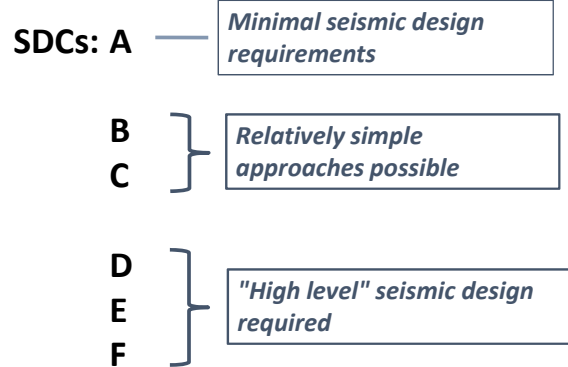 SDCs: A
Minimal seismic design
requirements
B
C
Relatively simple
approaches possible
D
E
F
"High level" seismic design
required